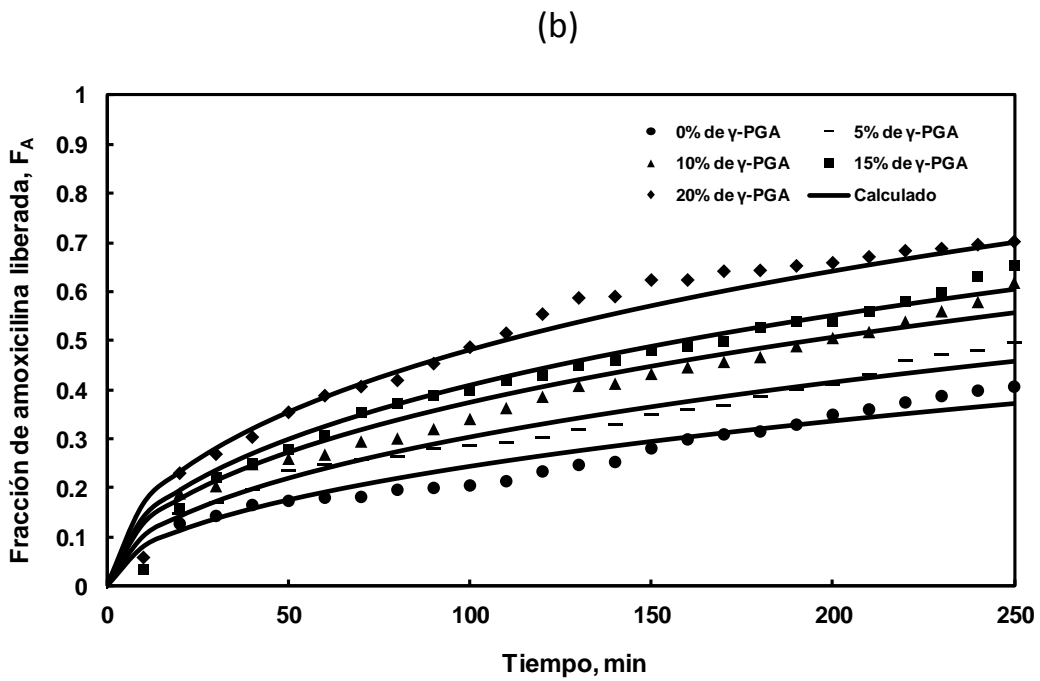 (b)
Fracción de amoxicilina liberada, F_A
1
0.9
0.8
0.7
0.6
0.5
0.4
0.3
0.2
0.1
0
0% de γ-PGA
5% de γ-PGA
10% de γ-PGA
15% de γ-PGA
20% de γ-PGA
Calculado
0 50 100 150 200 250
Tiempo, min